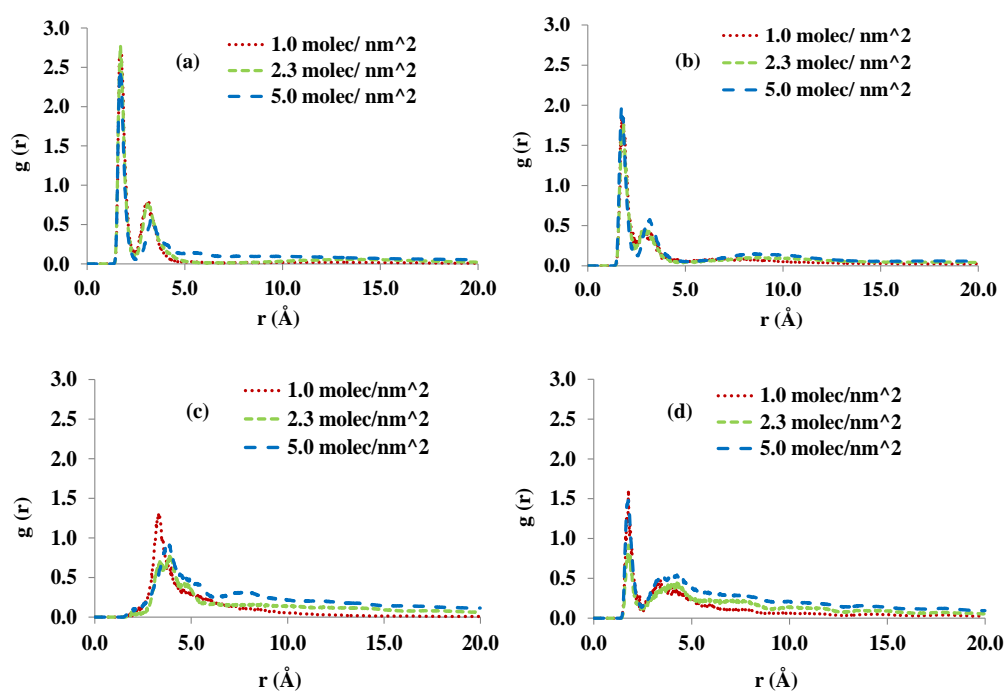 3.0
2.5
2.0
1.5
1.0
0.5
0.0
g (r)
(a)
1.0 molec/ nm^2
2.3 molec/ nm^2
5.0 molec/ nm^2
0.0 5.0 10.0 15.0 20.0
r (Å)
3.0
2.5
2.0
1.5
1.0
0.5
0.0
g (r)
(b)
1.0 molec/ nm^2
2.3 molec/ nm^2
5.0 molec/ nm^2
0.0 5.0 10.0 15.0 20.0
r (Å)
3.0
2.5
2.0
1.5
1.0
0.5
0.0
g (r)
(c)
1.0 molec/nm^2
2.3 molec/nm^2
5.0 molec/nm^2
0.0 5.0 10.0 15.0 20.0
r (Å)
3.0
2.5
2.0
1.5
1.0
0.5
0.0
g (r)
(d)
1.0 molec/nm^2
2.3 molec/nm^2
5.0 molec/nm^2
0.0 5.0 10.0 15.0 20.0
r (Å)